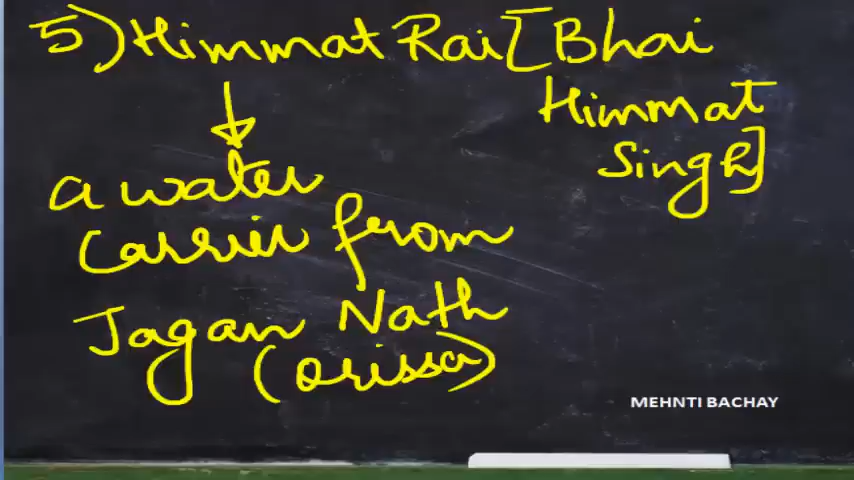 5) Himmat Rai [Bhai
Himmat
Singh]
↓
a water
carrier from
Jagan Nath
(orissa)
MEHNTI BACHAY